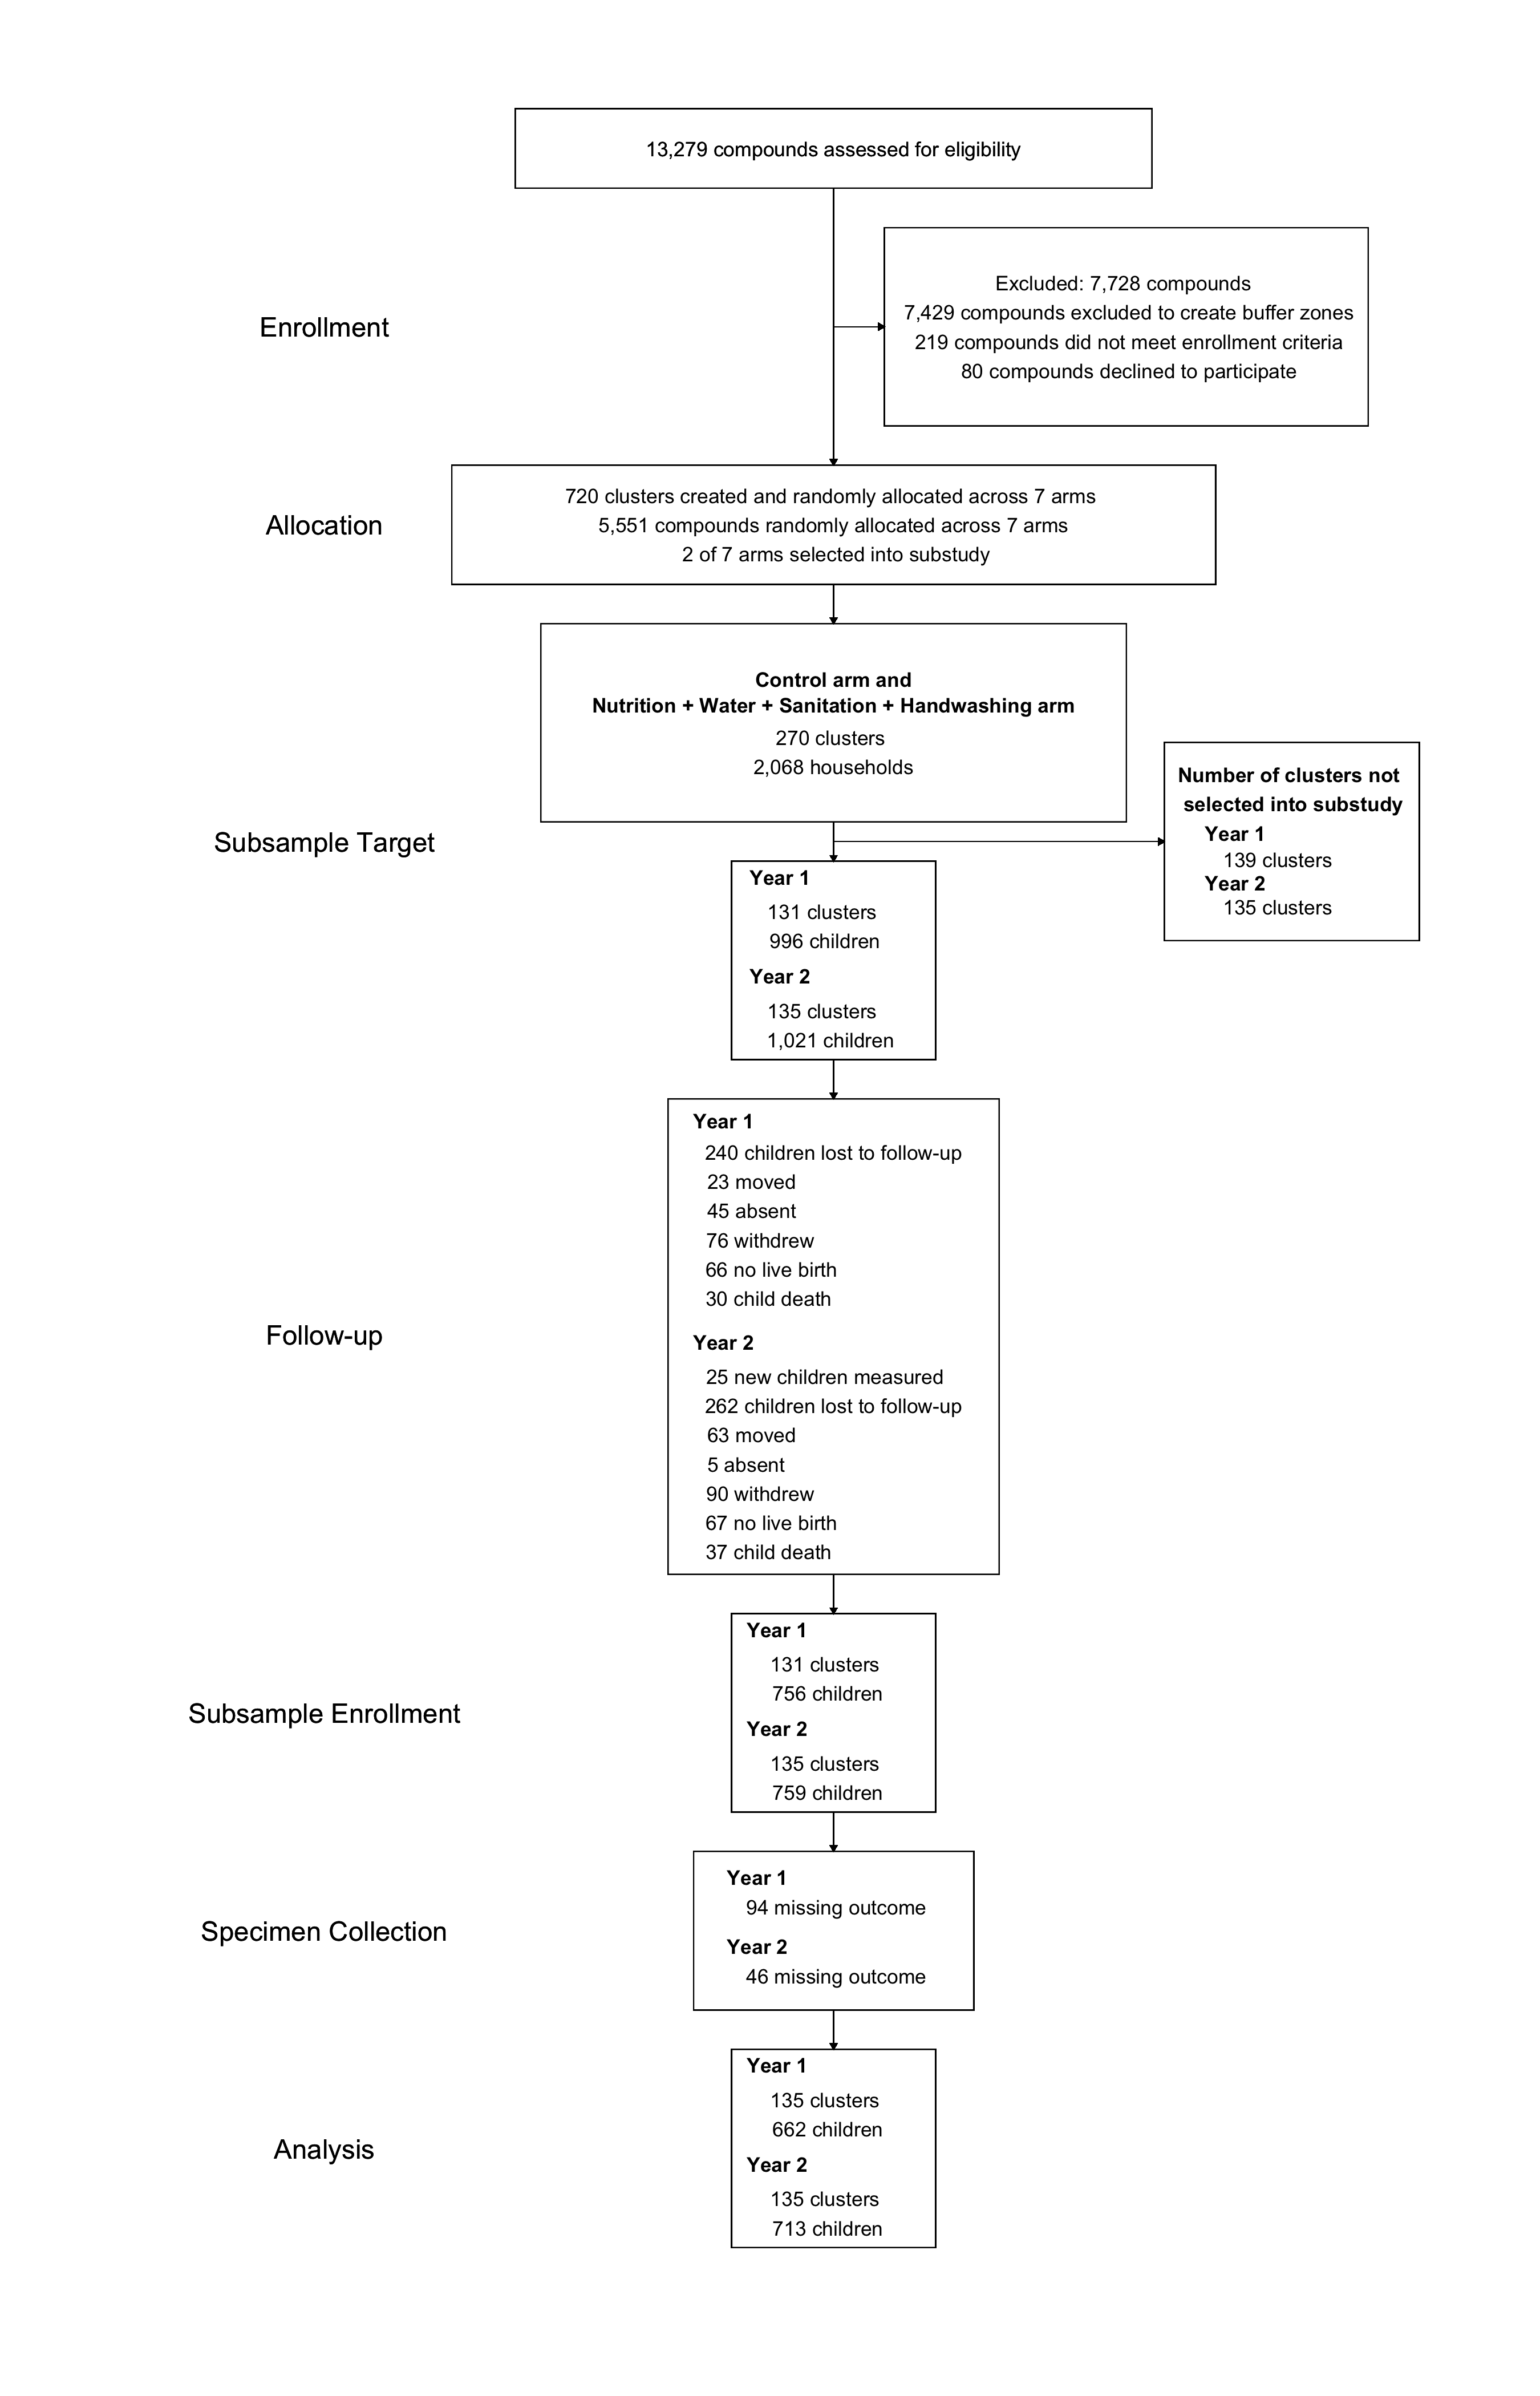 13,279 compounds assessed for eligibility
Enrollment
Excluded: 7,728 compounds
7,429 compounds excluded to create buffer zones
219 compounds did not meet enrollment criteria
80 compounds declined to participate
Allocation
720 clusters created and randomly allocated across 7 arms
5,551 compounds randomly allocated across 7 arms
2 of 7 arms selected into substudy
Control arm and
Nutrition + Water + Sanitation + Handwashing arm
270 clusters
2,068 households
Number of clusters not
selected into substudy
Year 1
139 clusters
Year 2
135 clusters
Subsample Target
Year 1
131 clusters
996 children
Year 2
135 clusters
1,021 children
Follow-up
Year 1
240 children lost to follow-up
23 moved
45 absent
76 withdrew
66 no live birth
30 child death
Year 2
25 new children measured
262 children lost to follow-up
63 moved
5 absent
90 withdrew
67 no live birth
37 child death
Subsample Enrollment
Year 1
131 clusters
756 children
Year 2
135 clusters
759 children
Specimen Collection
Year 1
94 missing outcome
Year 2
46 missing outcome
Analysis
Year 1
135 clusters
662 children
Year 2
135 clusters
713 children